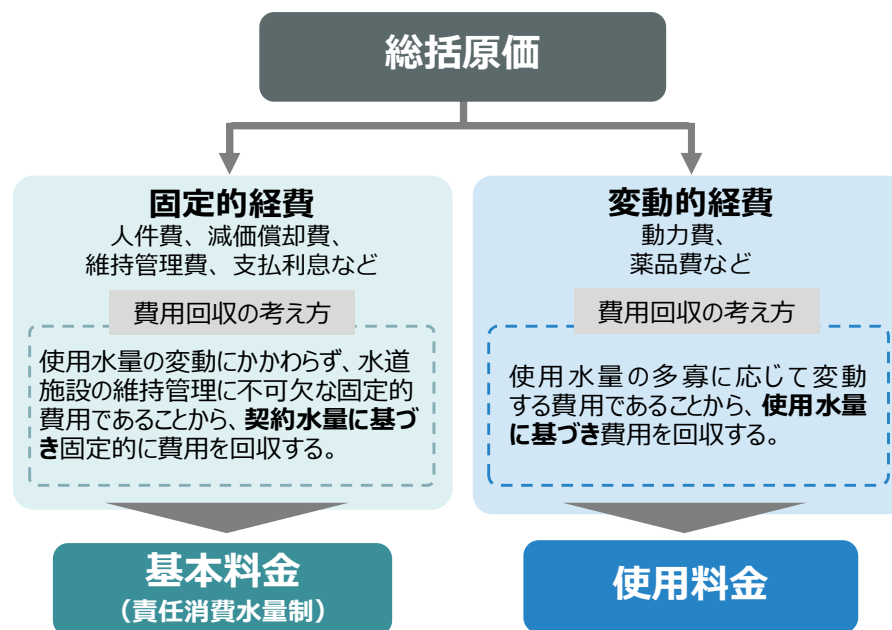 総括原価
固定的経費
人件費、減価償却費、
維持管理費、支払利息など
費用回収の考え方
使用水量の変動にかかわらず、水道
施設の維持管理に不可欠な固定的
費用であることから、契約水量に基づ
き固定的に費用を回収する。
基本料金
（責任消費水量制）
変動的経費
動力費、
薬品費など
費用回収の考え方
使用水量の多寡に応じて変動
する費用であることから、使用水量
に基づき費用を回収する。
使用料金